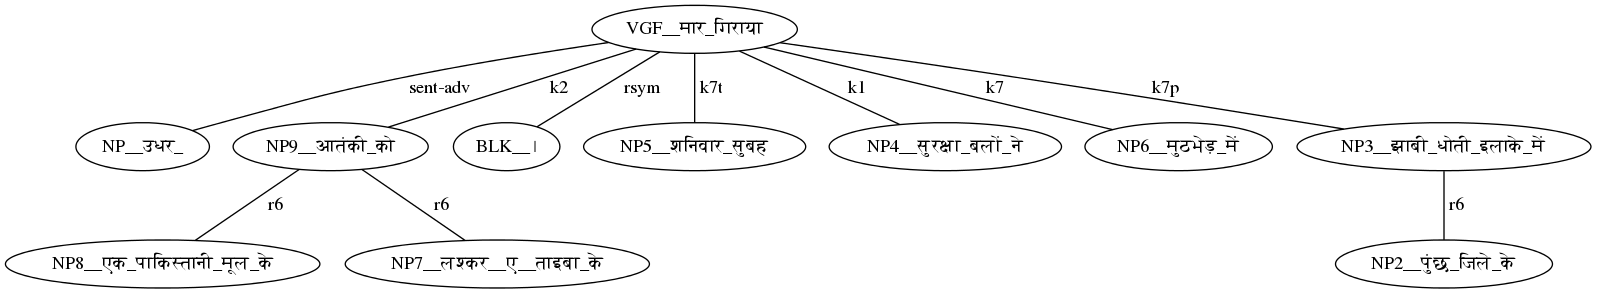 VGF__मार_गिराया
sent-adv k2 rsym k7t k1 k7 k7p
NP__उधर_ NP9__आतंकी_को BLK__। NP5__शनिवार_सुबह NP4__सुरक्षा_बलों_ने NP6__मुठभेड़_में NP3__झाबी_धोती_इलाके_में
r6 r6 r6
NP8__एक_पाकिस्तानी_मूल_के NP7__लश्कर__ए__ताइबा_के NP2__पुंछ_जिले_के